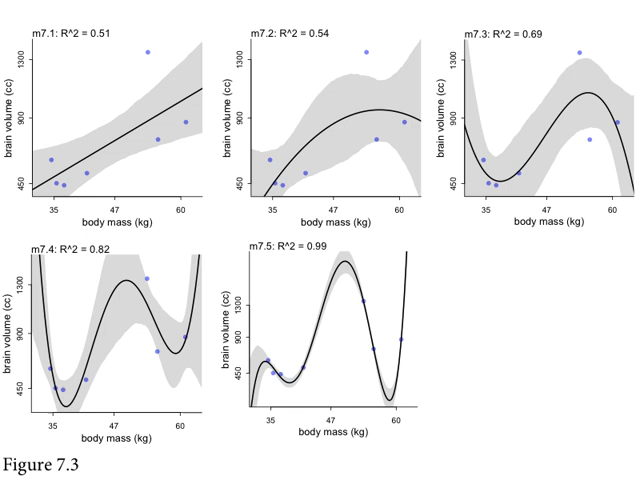 m7.1: R^2 = 0.51
brain volume (cc)
1300
900
450
35 47 60
body mass (kg)
m7.2: R^2 = 0.54
brain volume (cc)
1300
900
450
35 47 60
body mass (kg)
m7.3: R^2 = 0.69
brain volume (cc)
1300
900
450
35 47 60
body mass (kg)
m7.4: R^2 = 0.82
brain volume (cc)
1300
900
450
35 47 60
body mass (kg)
m7.5: R^2 = 0.99
brain volume (cc)
1300
900
450
35 47 60
body mass (kg)
Figure 7.3